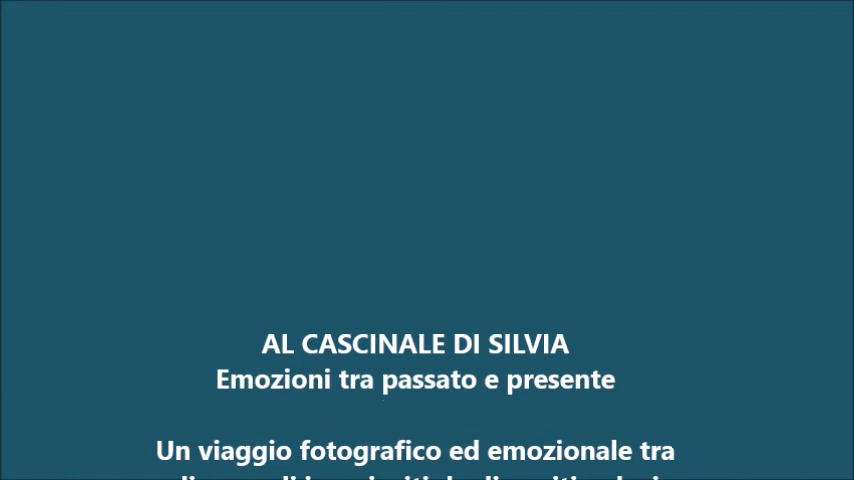 AL CASCINALE DI SILVIA
Emozioni tra passato e presente
Un viaggio fotografico ed emozionale tra